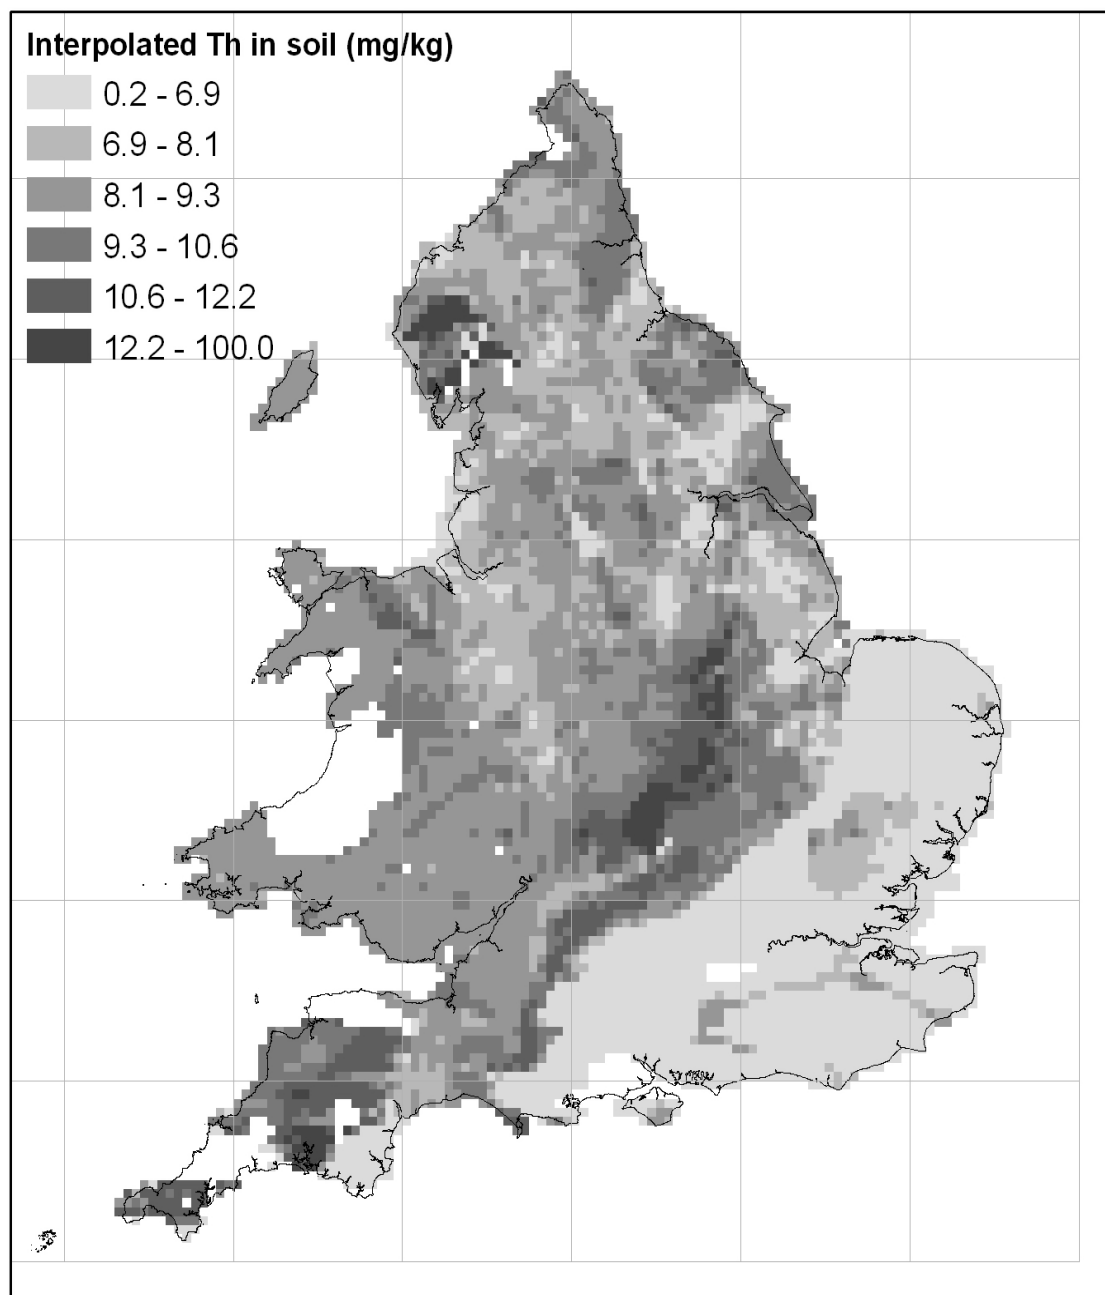 Interpolated Th in soil (mg/kg)
0.2 - 6.9
6.9 - 8.1
8.1 - 9.3
9.3 - 10.6
10.6 - 12.2
12.2 - 100.0